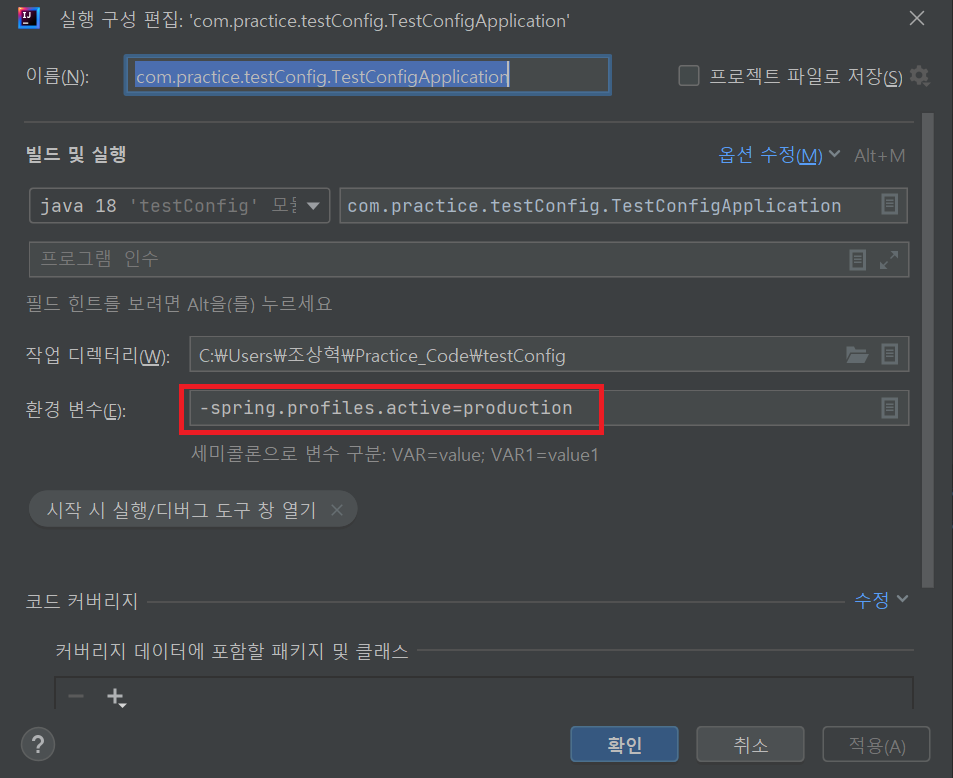 실행 구성 편집: 'com.practice.testConfig.TestConfigApplication'
이름(N): com.practice.testConfig.TestConfigApplication 프로젝트 파일로 저장(S)
빌드 및 실행 옵션 수정(M) Alt+M
java 18 'testConfig' com.practice.testConfig.TestConfigApplication
프로그램 인수
필드 힌트를 보려면 Alt을(를) 누르세요
작업 디렉터리(W): C:₩Users₩조상혁₩Practice_Code₩testConfig
환경 변수(E): -spring.profiles.active=production
세미콜론으로 변수 구분: VAR=value; VAR1=value1
시작 시 실행/디버그 도구 창 열기
코드 커버리지 수정
커버리지 데이터에 포함할 패키지 및 클래스
확인 취소 적용(A)